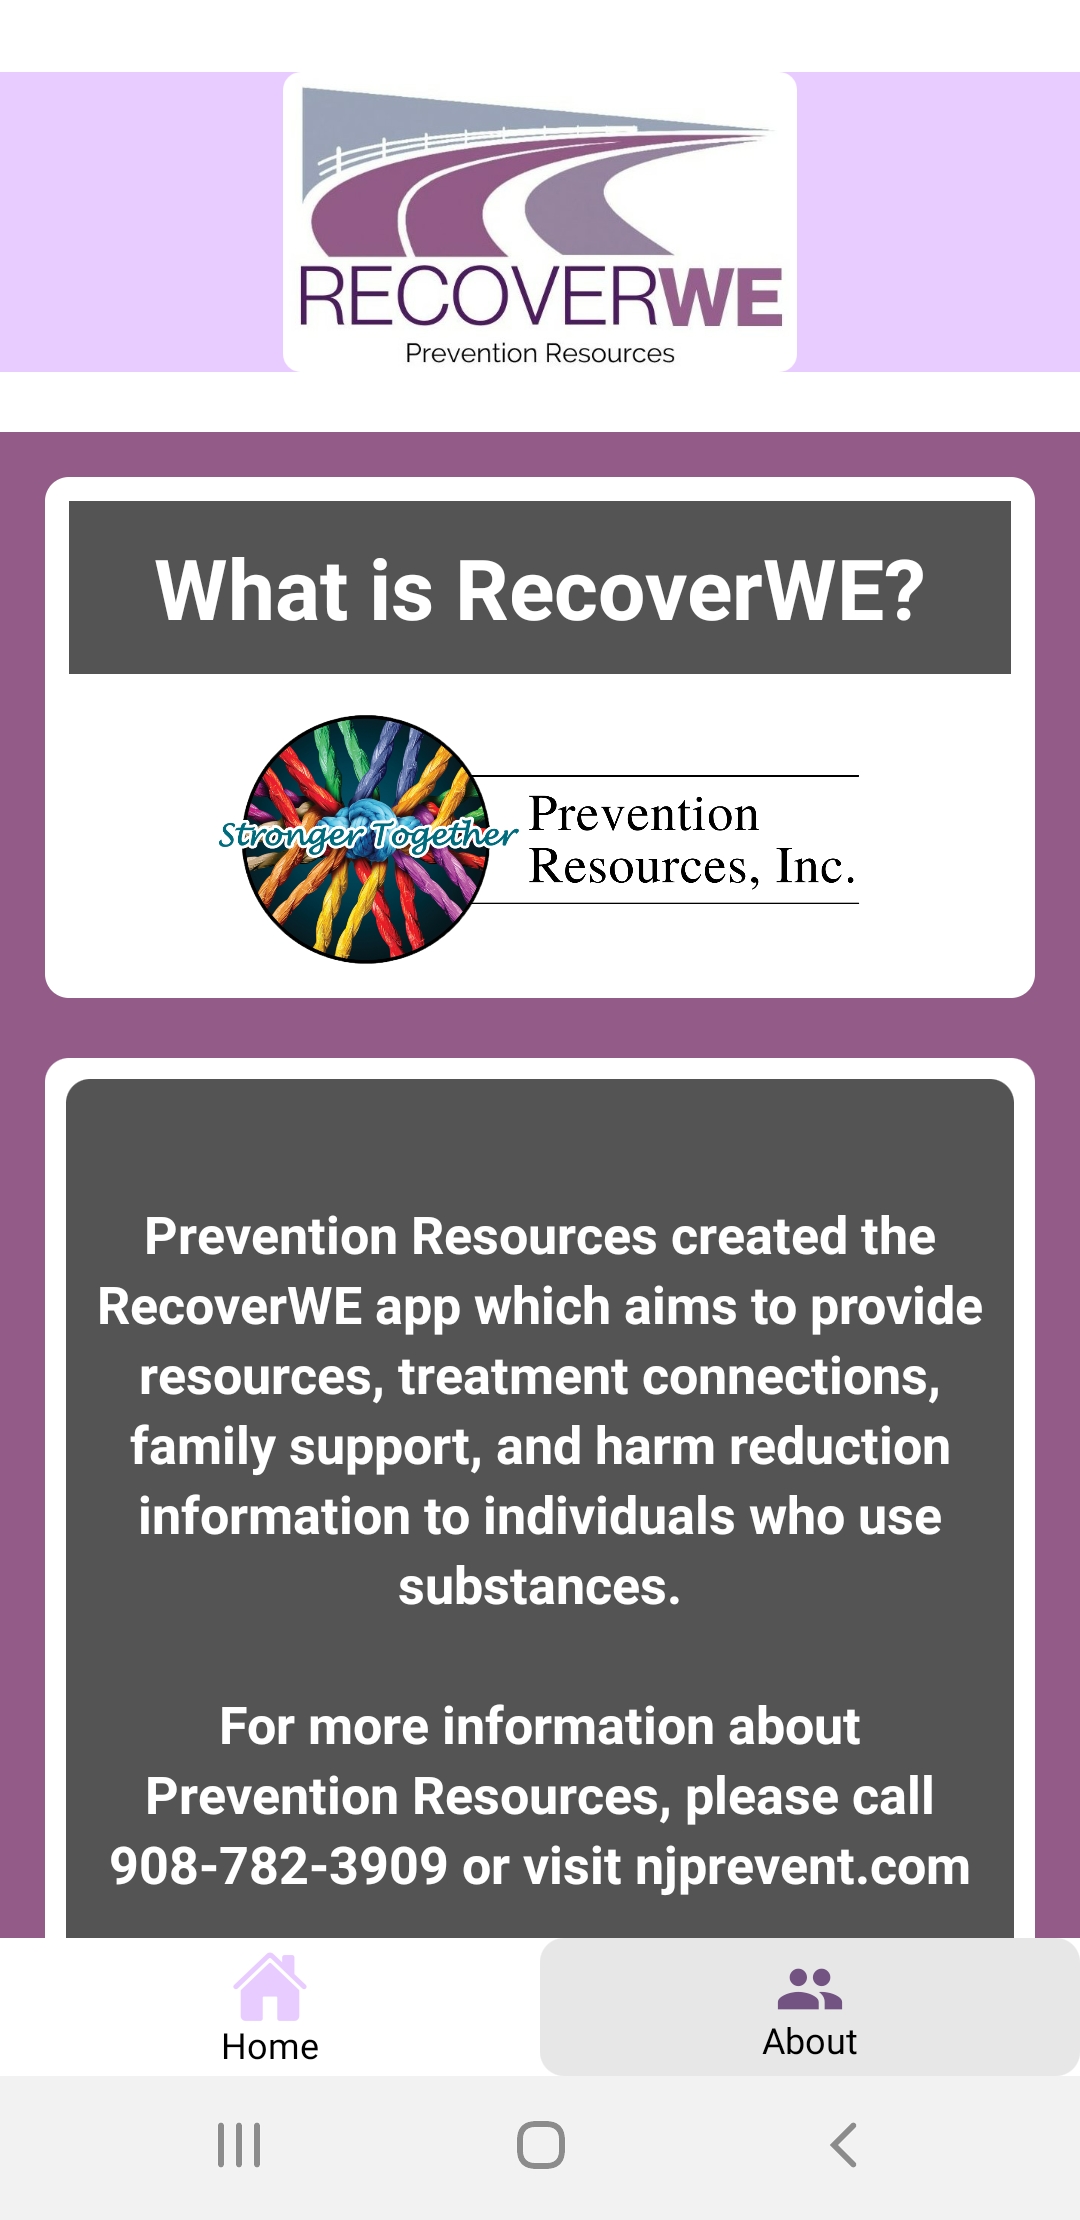 RECOVERWE
Prevention Resources
What is RecoverWE?
Stronger Together
Prevention
Resources, Inc.
Prevention Resources created the
RecoverWE app which aims to provide
resources, treatment connections,
family support, and harm reduction
information to individuals who use
substances.
For more information about
Prevention Resources, please call
908-782-3909 or visit njprevent.com
Home
About